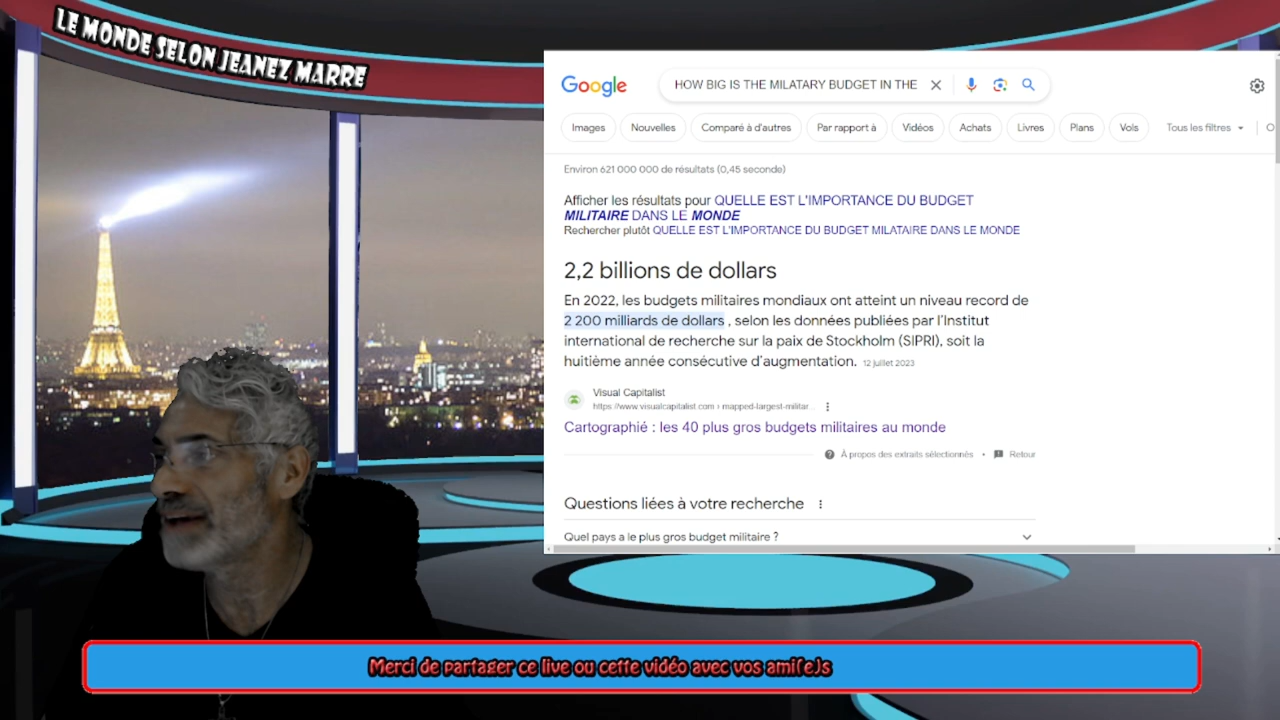 LE MONDE SELON JEANEZ MARRE
Google
HOW BIG IS THE MILATARY BUDGET IN THE
Images
Nouvelles
Comparé à d'autres
Par rapport à
Vidéos
Achats
Livres
Plans
Vols
Tous les filtres
Environ 621 000 000 de résultats (0,45 seconde)
Afficher les résultats pour QUELLE EST L'IMPORTANCE DU BUDGET
MILITAIRE DANS LE MONDE
Rechercher plutôt QUELLE EST L'IMPORTANCE DU BUDGET MILATAIRE DANS LE MONDE
2,2 billions de dollars
En 2022, les budgets militaires mondiaux ont atteint un niveau record de
2 200 milliards de dollars , selon les données publiées par l'Institut
international de recherche sur la paix de Stockholm (SIPRI), soit la
huitième année consécutive d'augmentation. 12 juillet 2023
Visual Capitalist
https://www.visualcapitalist.com › mapped-largest-militar...
Cartographié : les 40 plus gros budgets militaires au monde
À propos des extraits sélectionnés • Retour
Questions liées à votre recherche
Quel pays a le plus gros budget militaire ?
Merci de partager ce live ou cette vidéo avec vos ami(e)s